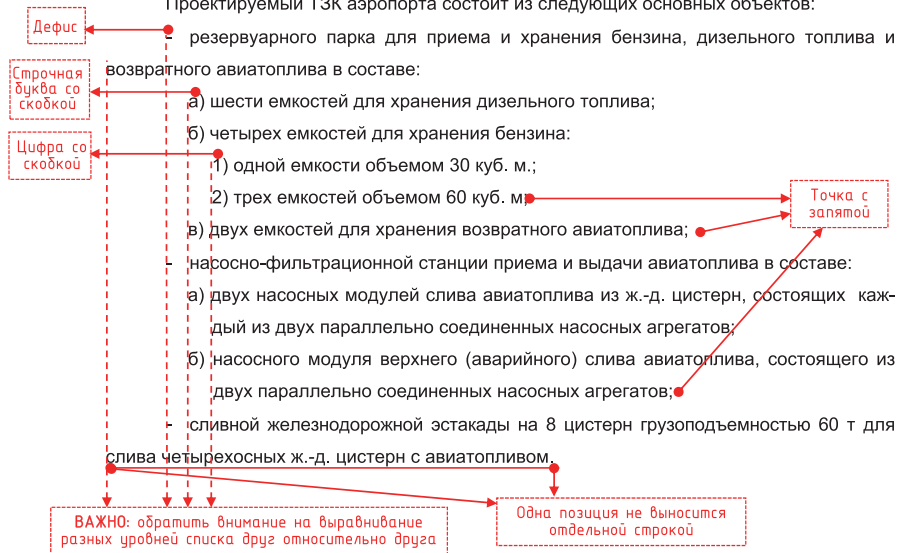 Проектируемый ТЗК аэропорта состоит из следующих основных объектов:
Дефис
- резервуарного парка для приема и хранения бензина, дизельного топлива и
возвратного авиатоплива в составе:
Строчная
буква со
скобкой
а) шести емкостей для хранения дизельного топлива;
б) четырех емкостей для хранения бензина:
Цифра со
скобкой
1) одной емкости объемом 30 куб. м.;
2) трех емкостей объемом 60 куб. м;
Точка с
запятой
в) двух емкостей для хранения возвратного авиатоплива;
- насосно-фильтрационной станции приема и выдачи авиатоплива в составе:
а) двух насосных модулей слива авиатоплива из ж.-д. цистерн, состоящих каж-
дый из двух параллельно соединенных насосных агрегатов;
б) насосного модуля верхнего (аварийного) слива авиатоплива, состоящего из
двух параллельно соединенных насосных агрегатов;
- сливной железнодорожной эстакады на 8 цистерн грузоподъемностью 60 т для
слива четырехосных ж.-д. цистерн с авиатопливом.
ВАЖНО: обратить внимание на выравнивание
разных уровней списка друг относительно друга
Одна позиция не выносится
отдельной строкой